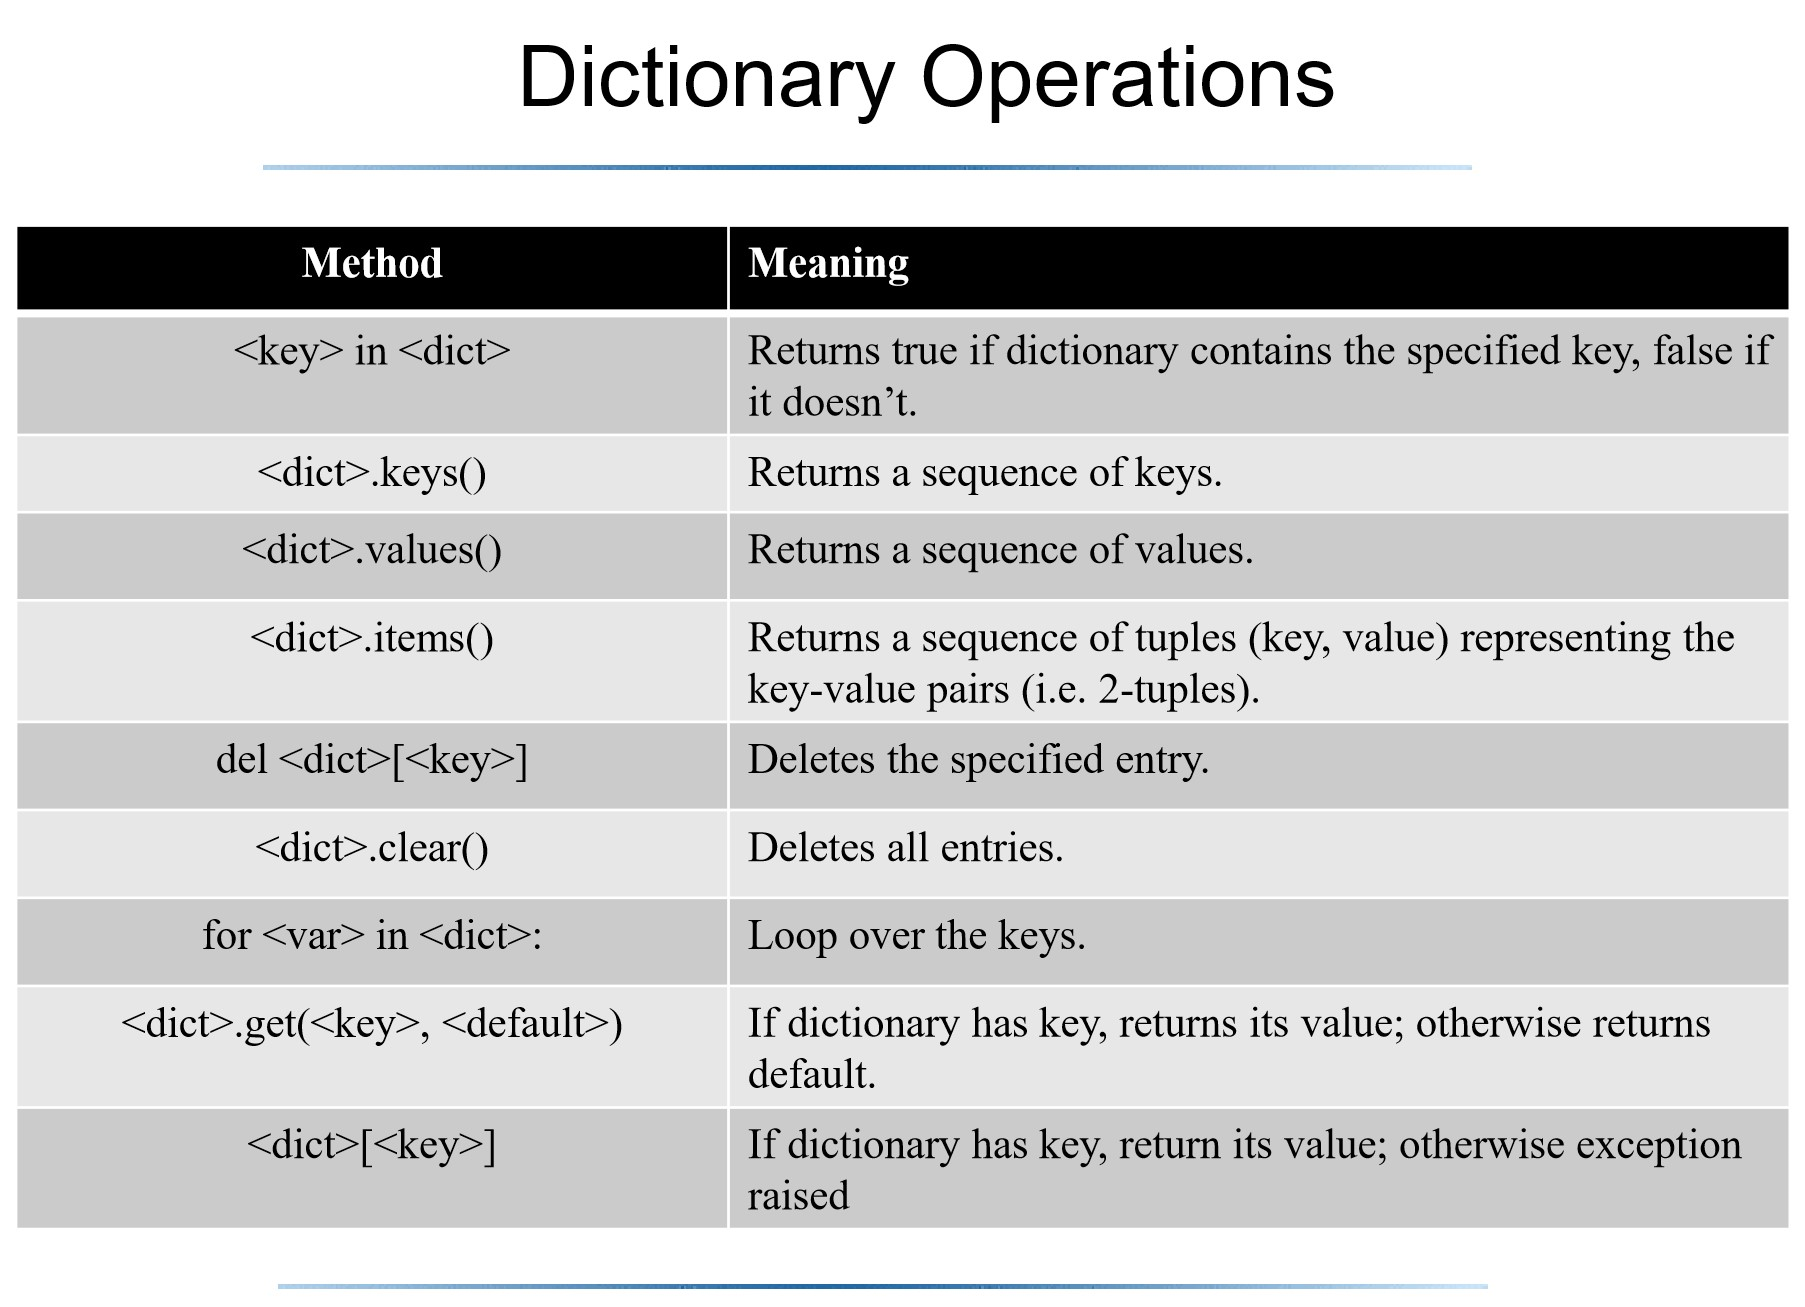 Dictionary Operations
Method
Meaning
<key> in <dict>
Returns true if dictionary contains the specified key, false if
it doesn’t.
<dict>.keys()
Returns a sequence of keys.
<dict>.values()
Returns a sequence of values.
<dict>.items()
Returns a sequence of tuples (key, value) representing the
key-value pairs (i.e. 2-tuples).
del <dict>[<key>]
Deletes the specified entry.
<dict>.clear()
Deletes all entries.
for <var> in <dict>:
Loop over the keys.
<dict>.get(<key>, <default>)
If dictionary has key, returns its value; otherwise returns
default.
<dict>[<key>]
If dictionary has key, return its value; otherwise exception
raised